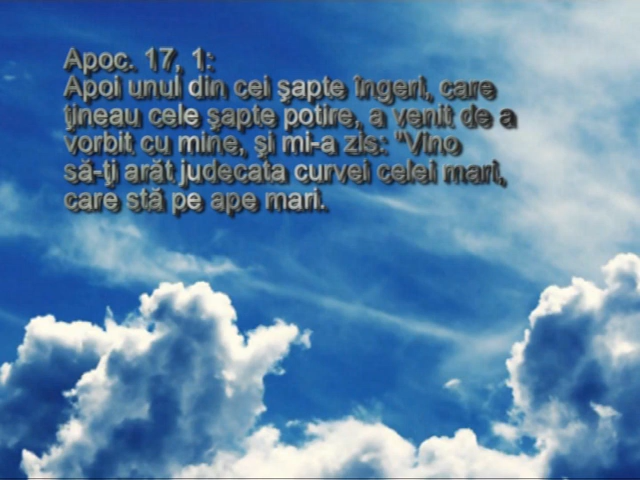 Apoc. 17, 1:
Apoi unul din cei şapte îngeri, care
ţineau cele şapte potire, a venit de a
vorbit cu mine, şi mi-a zis: "Vino
să-ţi arăt judecata curvei celei mari,
care stă pe ape mari.